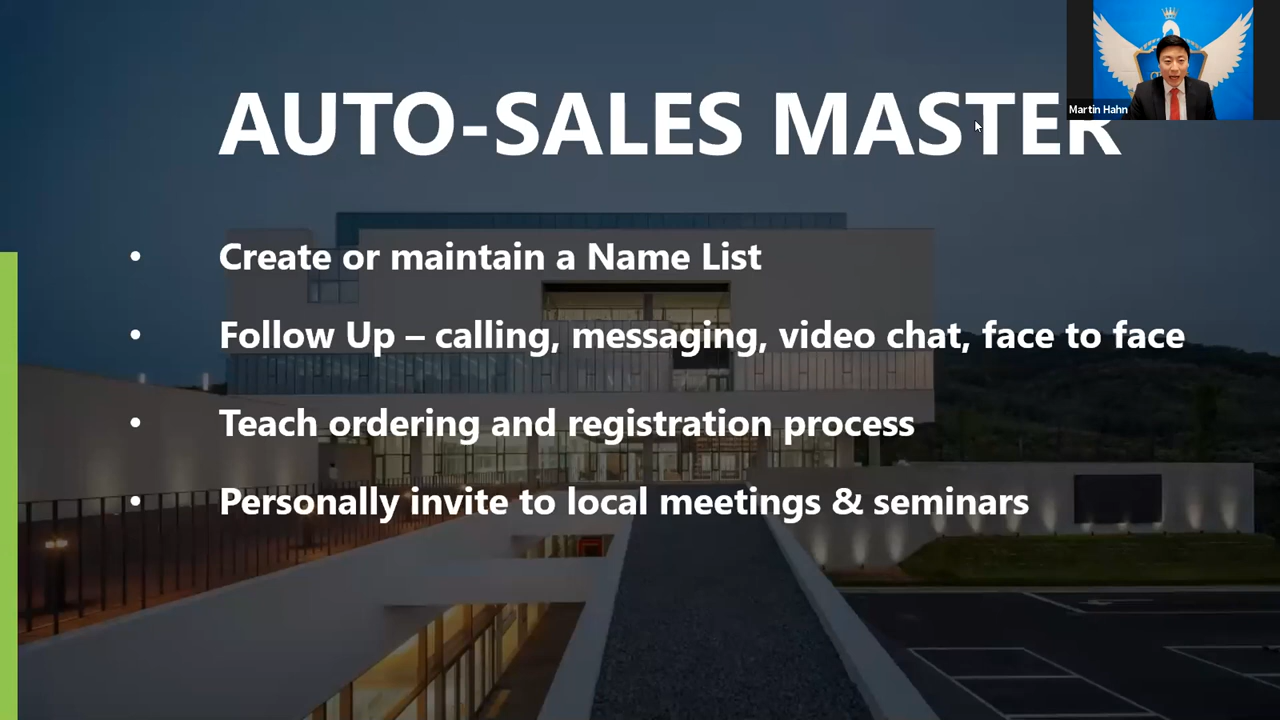 AUTO-SALES MASTER
Martin Hahn
• Create or maintain a Name List
• Follow Up – calling, messaging, video chat, face to face
• Teach ordering and registration process
• Personally invite to local meetings & seminars